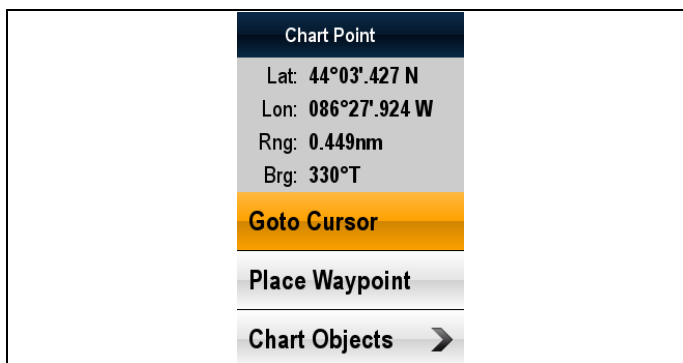 Chart Point
Lat: 44°03'.427 N
Lon: 086°27'.924 W
Rng: 0.449nm
Brg: 330°T
Goto Cursor
Place Waypoint
Chart Objects